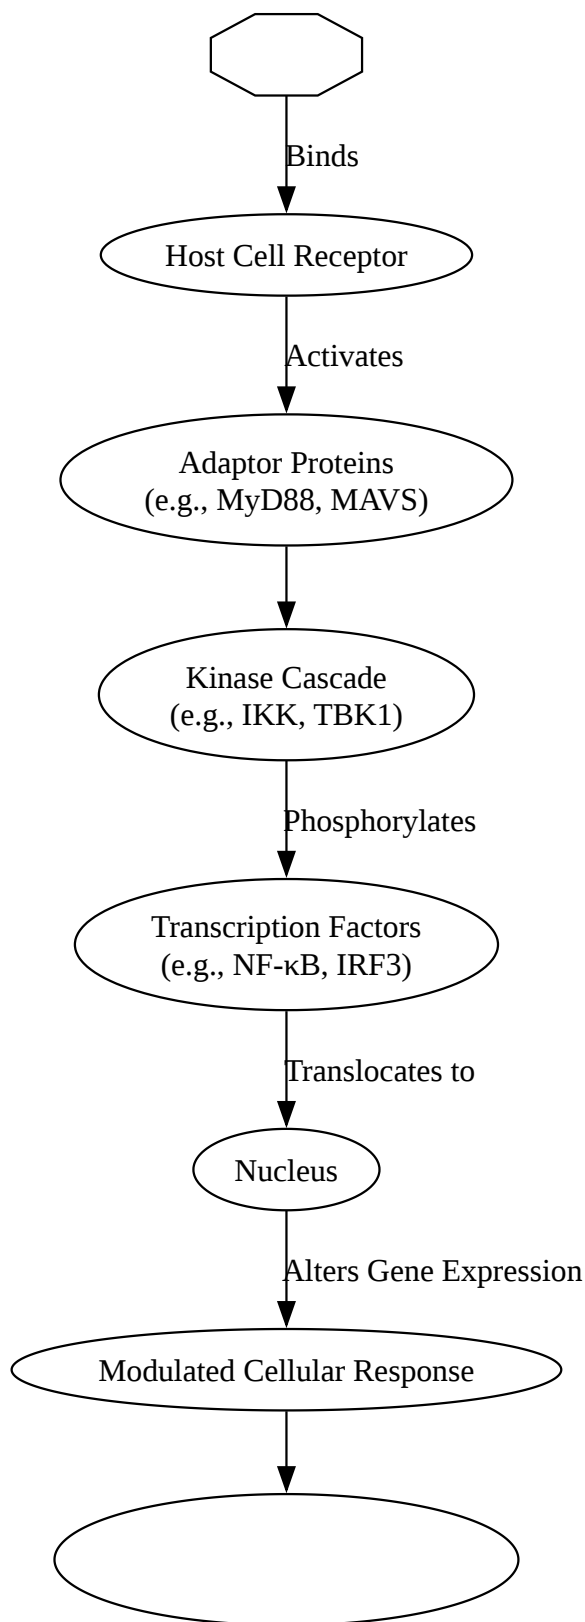 Binds
Host Cell Receptor
Activates
Adaptor Proteins
(e.g., MyD88, MAVS)
Kinase Cascade
(e.g., IKK, TBK1)
Phosphorylates
Transcription Factors
(e.g., NF-κB, IRF3)
Translocates to
Nucleus
Alters Gene Expression
Modulated Cellular Response